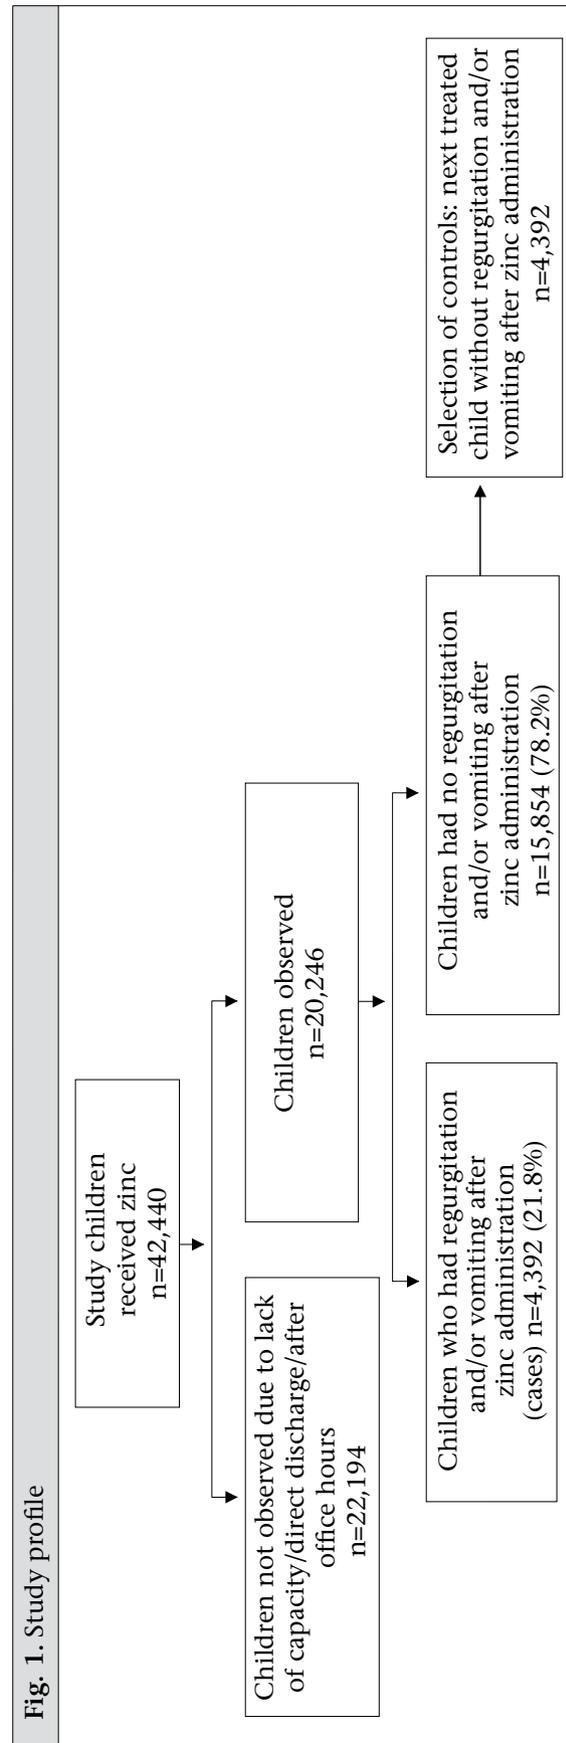 Fig. 1. Study profile
Study children
received zinc
n=42,440
Children not observed due to lack
of capacity/direct discharge/after
office hours
n=22,194
Children observed
n=20,246
Children who had regurgitation
and/or vomiting after
zinc administration
(cases) n=4,392 (21.8%)
Children had no regurgitation
and/or vomiting after
zinc administration
n=15,854 (78.2%)
Selection of controls: next treated
child without regurgitation and/or
vomiting after zinc administration
n=4,392